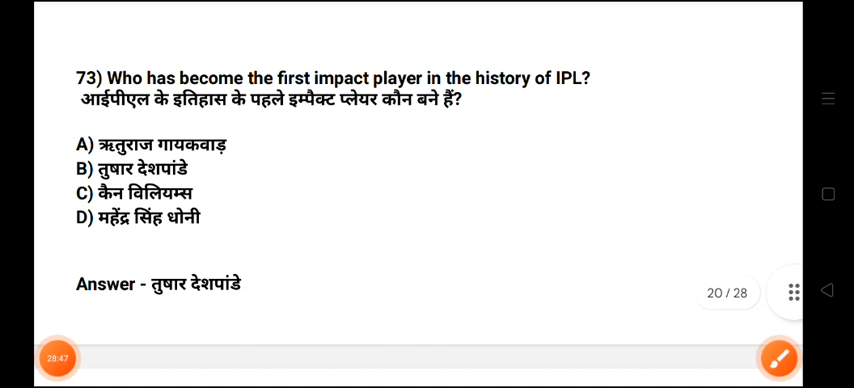 73) Who has become the first impact player in the history of IPL?
आईपीएल के इतिहास के पहले इम्पैक्ट प्लेयर कौन बने हैं?
A) ऋतुराज गायकवाड़
B) तुषार देशपांडे
C) कैन विलियम्स
D) महेंद्र सिंह धोनी
Answer - तुषार देशपांडे
20 / 28
28:47